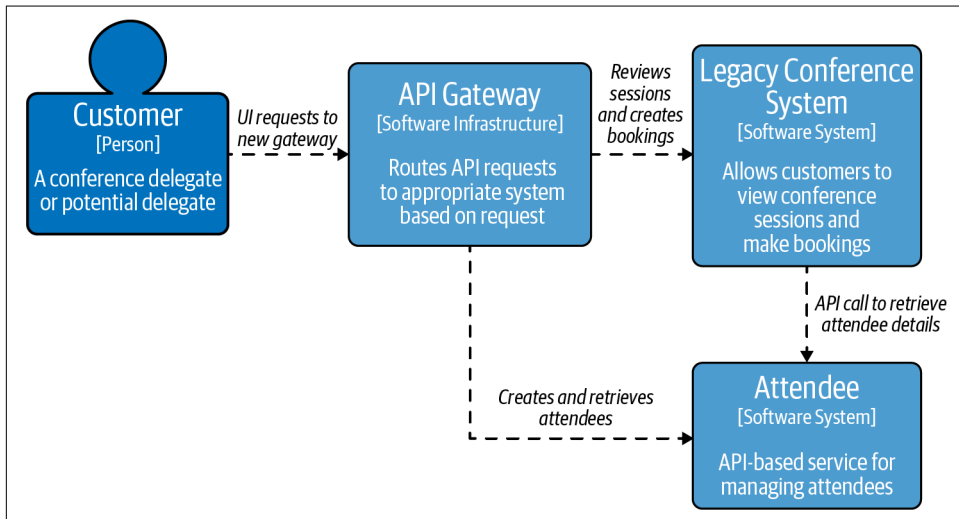 Customer
[Person]
A conference delegate
or potential delegate
UI requests to
new gateway
API Gateway
[Software Infrastructure]
Routes API requests
to appropriate system
based on request
Reviews
sessions
and creates
bookings
Legacy Conference
System
[Software System]
Allows customers to
view conference
sessions and
make bookings
API call to retrieve
attendee details
Creates and retrieves
attendees
Attendee
[Software System]
API-based service for
managing attendees